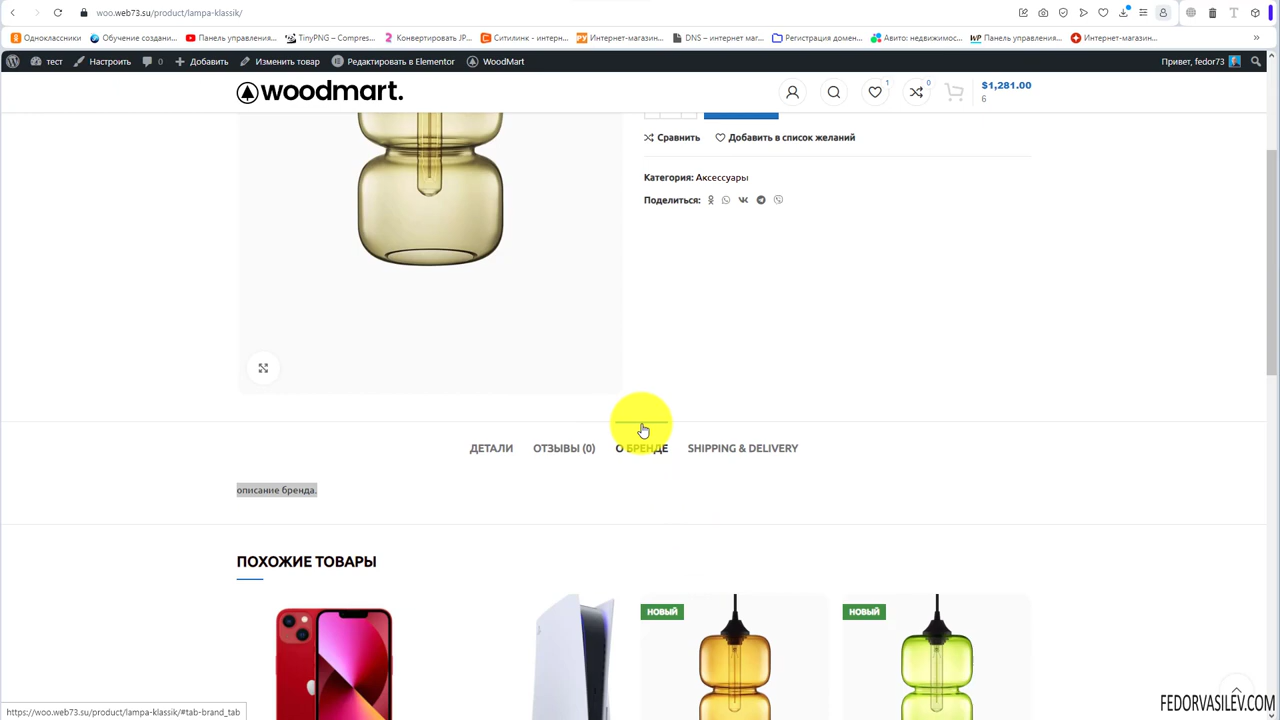 woo.web73.su/product/lampa-klassik/
Одноклассники Обучение создани... Панель управления... TinyPNG – Compres... Конвертировать JP... Ситилинк - интерн... Интернет-магазин... DNS – интернет маг... Регистрация домен... Авито: недвижимос... Панель управления... Интернет-магазин... »
тест Настроить 0 Добавить Изменить товар Редактировать в Elementor WoodMart Привет, fedor73
woodmart. 1 0 $1,281.00
6
Сравнить Добавить в список желаний
Категория: Аксессуары
Поделиться:
ДЕТАЛИ ОТЗЫВЫ (0) О БРЕНДЕ SHIPPING & DELIVERY
описание бренда.
ПОХОЖИЕ ТОВАРЫ
НОВЫЙ НОВЫЙ
https://woo.web73.su/product/lampa-klassik/#tab-brand_tab
FEDORVASILEV.COM